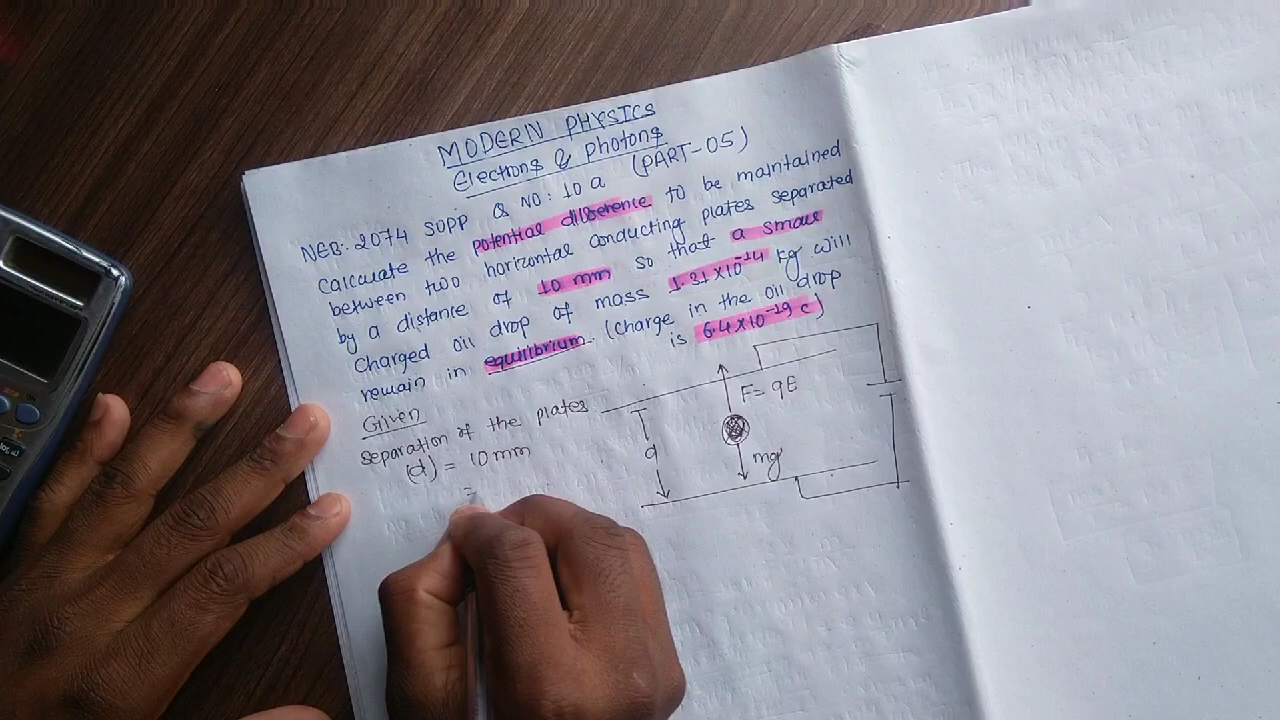 MODERN PHYSICS
Electrons & photons
(PART-05)
NEB: 2074 SUPP Q NO: 10 a
calculate the potential difference to be maintained
between two horizontal conducting plates separated
by a distance of 10 mm so that a small
Charged oil drop of mass 1.31×10⁻¹⁴ kg will
remain in equilibrium. (charge in the oil drop
is 6.4×10⁻¹⁹ c)
Given
separation of the plates
(d) = 10 mm
=
F = qE
d
mg